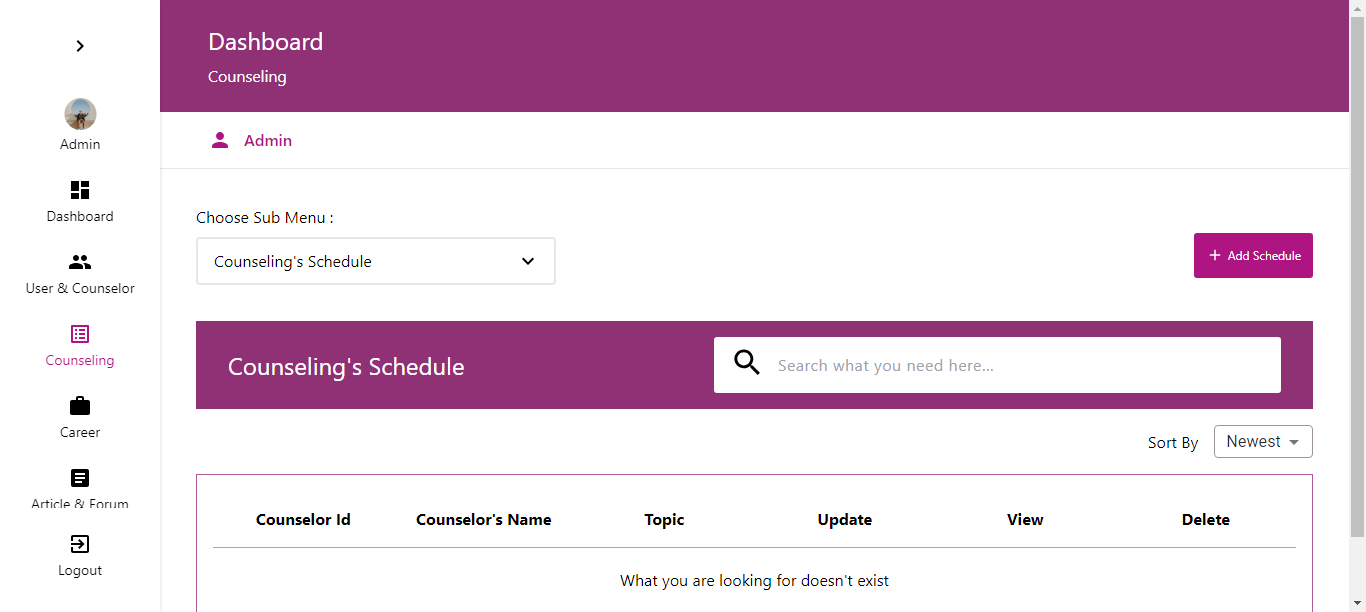 Dashboard
Counseling
Admin
Dashboard
User & Counselor
Counseling
Career
Article & Forum
Logout
Admin
Choose Sub Menu :
Counseling's Schedule
+ Add Schedule
Counseling's Schedule
Search what you need here...
Sort By Newest
Counselor Id Counselor's Name Topic Update View Delete
What you are looking for doesn't exist